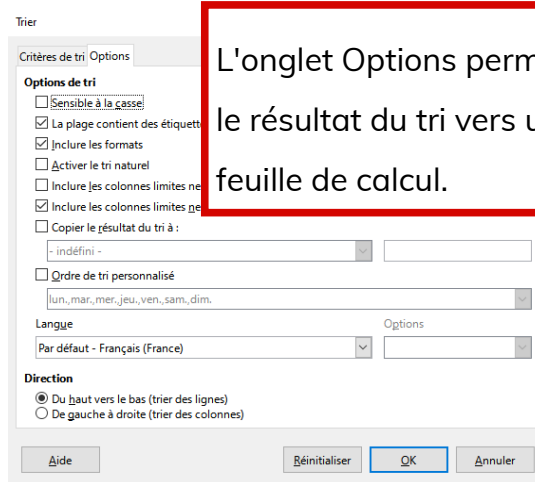 Trier
Critères de tri Options
L'onglet Options perm
le résultat du tri vers u
feuille de calcul.
Options de tri
Sensible à la casse
La plage contient des étiquett
Inclure les formats
Activer le tri naturel
Inclure les colonnes limites ne
Inclure les colonnes limites ne
Copier le résultat du tri à :
- indéfini -
Ordre de tri personnalisé
lun.,mar.,mer.,jeu.,ven.,sam.,dim.
Langue Options
Par défaut - Français (France)
Direction
Du haut vers le bas (trier des lignes)
De gauche à droite (trier des colonnes)
Aide Réinitialiser OK Annuler